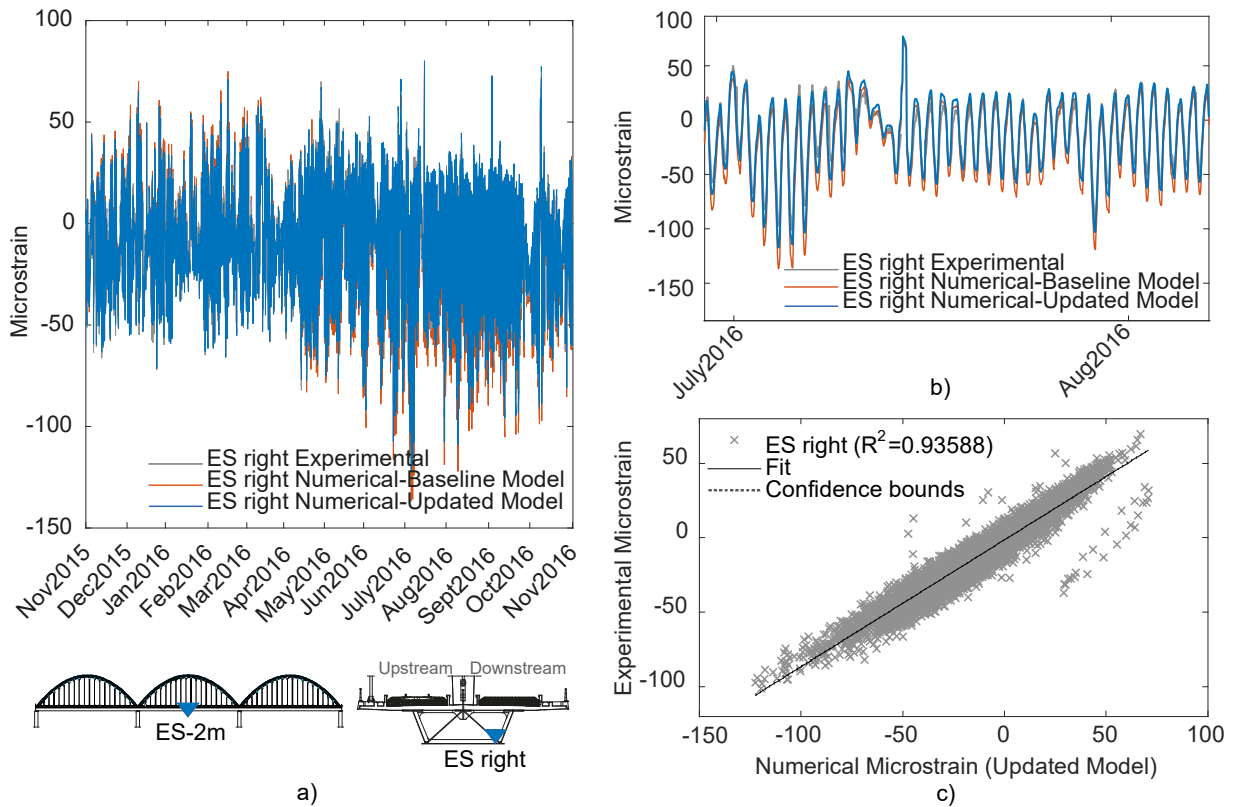 100
50
0
-50
-100
-150
Microstrain
ES right Experimental
ES right Numerical-Baseline Model
ES right Numerical-Updated Model
Nov2015
Dec2015
Jan2016
Feb2016
Mar2016
Apr2016
May2016
Jun2016
July2016
Aug2016
Sept2016
Oct2016
Nov2016
ES-2m
Upstream
Downstream
ES right
a)
100
50
0
-50
-100
-150
Microstrain
ES right Experimental
ES right Numerical-Baseline Model
ES right Numerical-Updated Model
July2016
Aug2016
b)
ES right (R²=0.93588)
Fit
Confidence bounds
50
0
-50
-100
Experimental Microstrain
-150
-100
-50
0
50
100
Numerical Microstrain (Updated Model)
c)